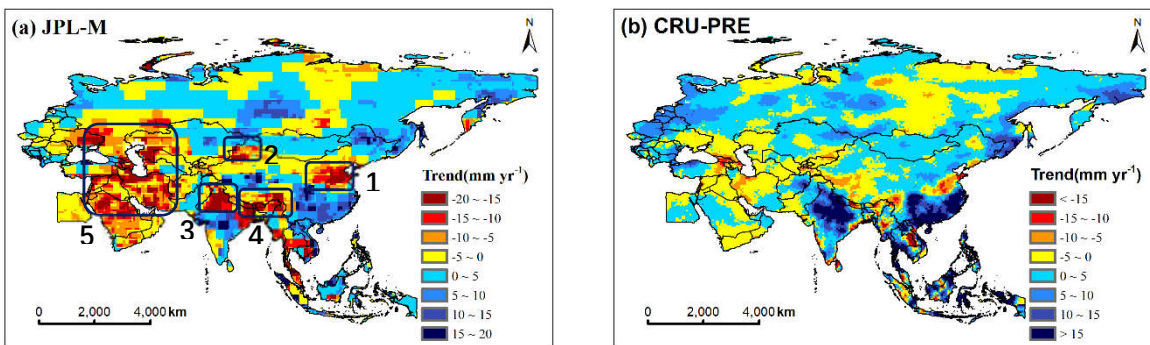 (a) JPL-M
N
1
2
3
4
5
Trend(mm yr⁻¹)
-20 ~ -15
-15 ~ -10
-10 ~ -5
-5 ~ 0
0 ~ 5
5 ~ 10
10 ~ 15
15 ~ 20
0 2,000 4,000 km
(b) CRU-PRE
N
Trend(mm yr⁻¹)
< -15
-15 ~ -10
-10 ~ -5
-5 ~ 0
0 ~ 5
5 ~ 10
10 ~ 15
> 15
0 2,000 4,000 km